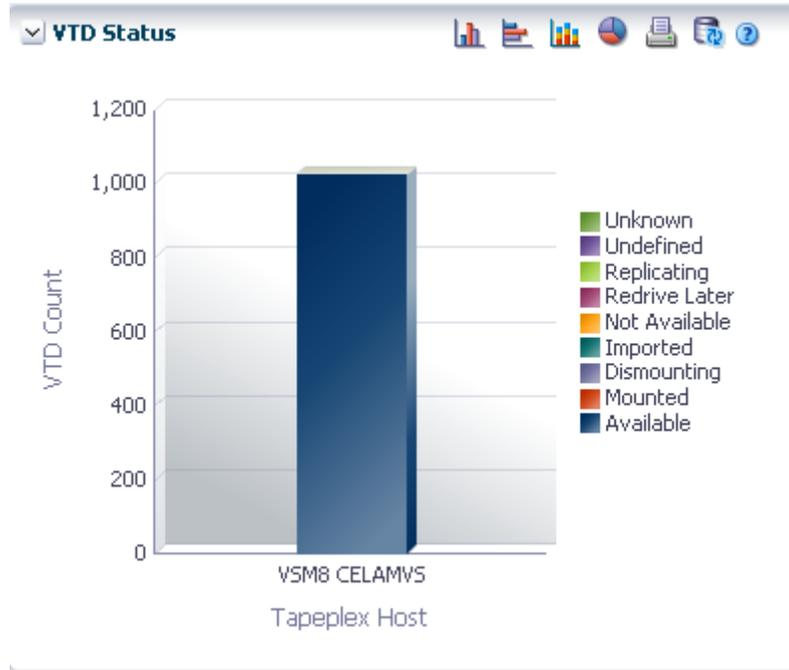 VTD Status
1,200
1,000
800
600
400
200
0
VTD Count
VSM8 CELAMVS
Tapeplex Host
Unknown
Undefined
Replicating
Redrive Later
Not Available
Imported
Dismounting
Mounted
Available